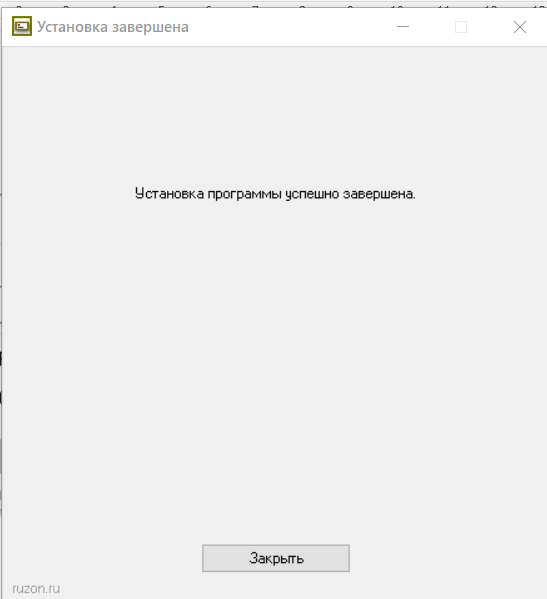 Установка завершена
Установка программы успешно завершена.
Закрыть
ruzon.ru